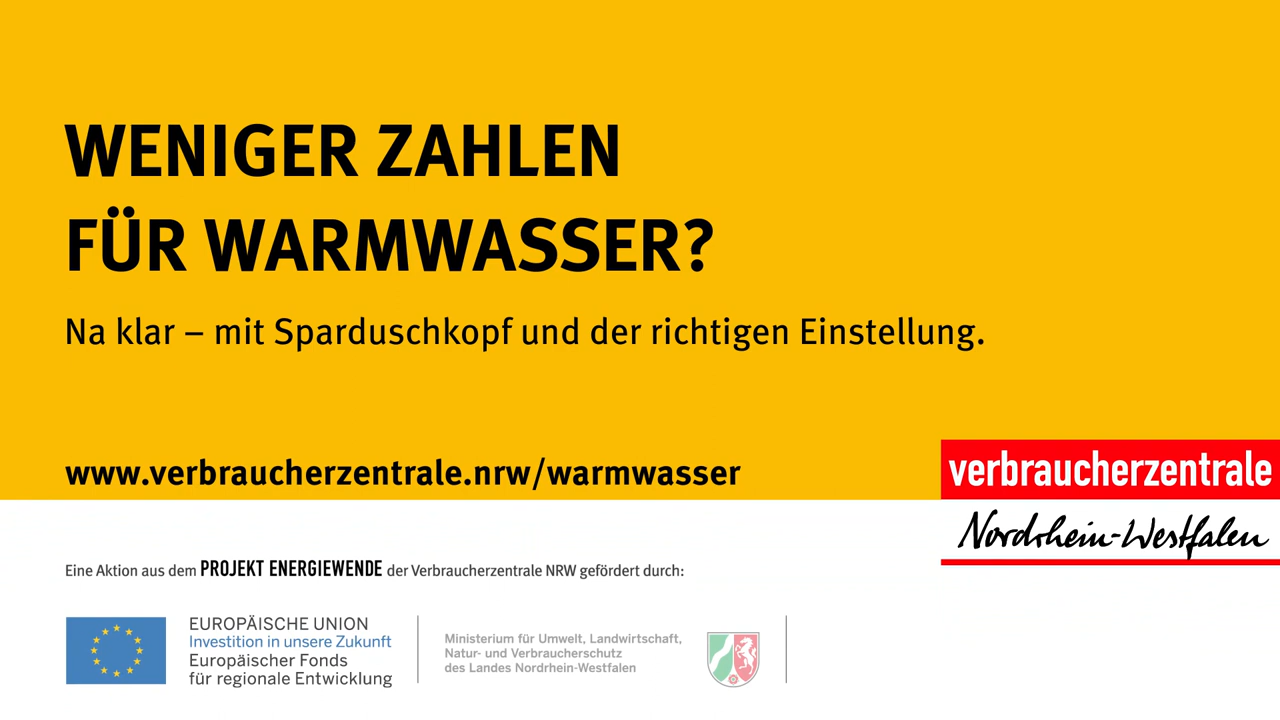 WENIGER ZAHLEN
FÜR WARMWASSER?
Na klar – mit Sparduschkopf und der richtigen Einstellung.
www.verbraucherzentrale.nrw/warmwasser
verbraucherzentrale
Nordrhein-Westfalen
Eine Aktion aus dem PROJEKT ENERGIEWENDE der Verbraucherzentrale NRW gefördert durch:
EUROPÄISCHE UNION
Investition in unsere Zukunft
Europäischer Fonds
für regionale Entwicklung
Ministerium für Umwelt, Landwirtschaft,
Natur- und Verbraucherschutz
des Landes Nordrhein-Westfalen